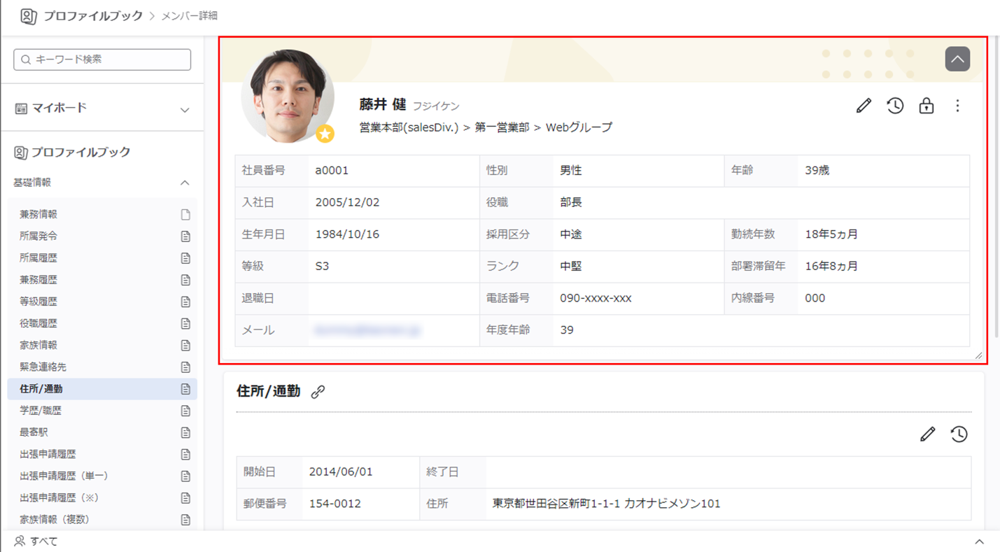 プロファイルブック > メンバー詳細
キーワード検索
マイボード
プロファイルブック
基礎情報
兼務情報
所属発令
所属履歴
兼務履歴
等級履歴
役職履歴
家族情報
緊急連絡先
住所/通勤
学歴/職歴
最寄駅
出張申請履歴
出張申請履歴（単一）
出張申請履歴（※）
家族情報（複数）
すべて
藤井 健 フジイケン
営業本部(salesDiv.) > 第一営業部 > Webグループ
社員番号 a0001 性別 男性 年齢 39歳
入社日 2005/12/02 役職 部長
生年月日 1984/10/16 採用区分 中途 勤続年数 18年5ヵ月
等級 S3 ランク 中堅 部署滞留年 16年8ヵ月
退職日 電話番号 090-xxxx-xxx 内線番号 000
メール 年度年齢 39
住所/通勤
開始日 2014/06/01 終了日
郵便番号 154-0012 住所 東京都世田谷区新町1-1-1 カオナビメゾン101